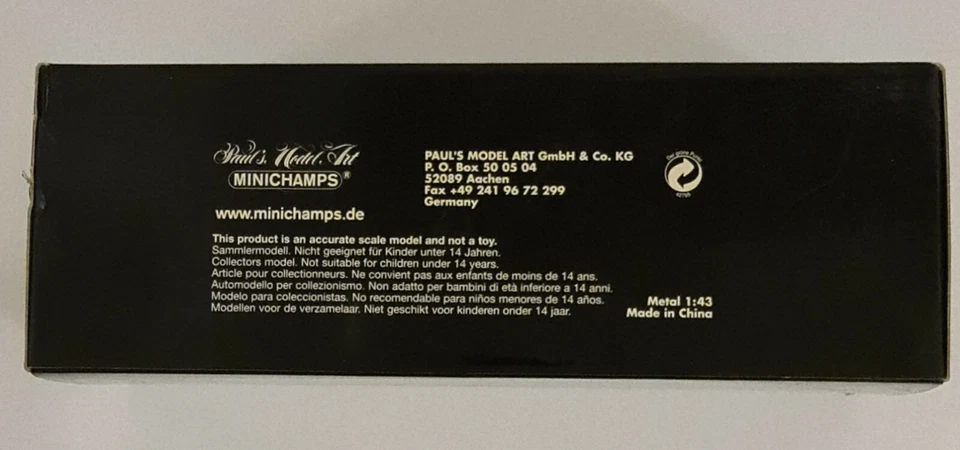 Paul's Model Art
MINICHAMPS®
www.minichamps.de
PAUL'S MODEL ART GmbH & Co. KG
P. O. Box 50 05 04
52089 Aachen
Fax +49 241 96 72 299
Germany
Der grüne Punkt
This product is an accurate scale model and not a toy.
Sammlermodell. Nicht geeignet für Kinder unter 14 Jahren.
Collectors model. Not suitable for children under 14 years.
Article pour collectionneurs. Ne convient pas aux enfants de moins de 14 ans.
Automodello per collezionismo. Non adatto per bambini di età inferiore a 14 anni.
Modelo para coleccionistas. No recomendable para niños menores de 14 años.
Modellen voor de verzamelaar. Niet geschikt voor kinderen onder 14 jaar.
Metal 1:43
Made in China